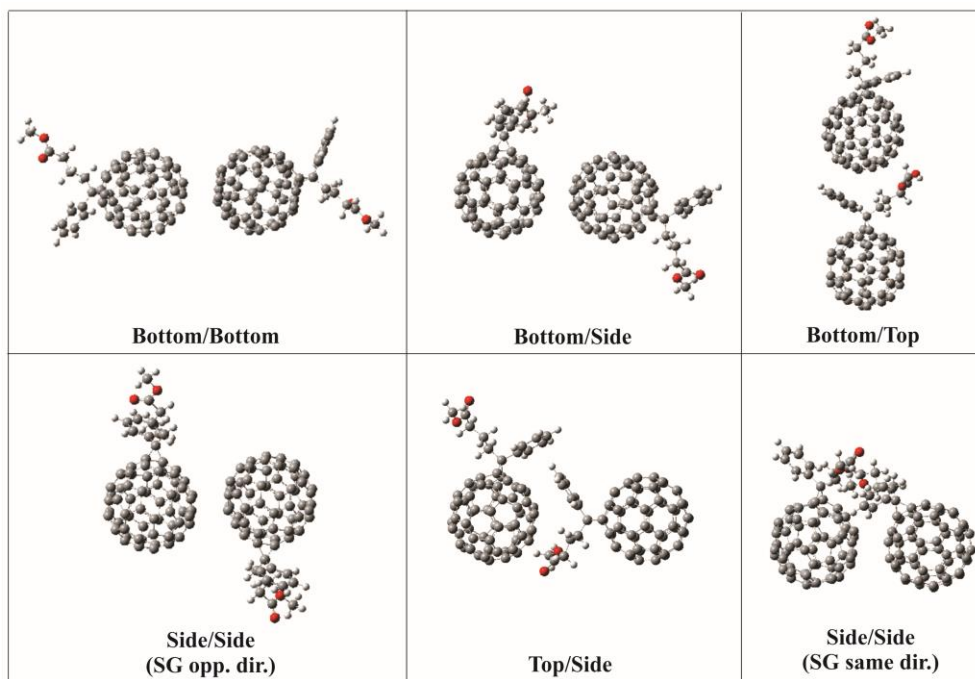 Bottom/Bottom
Bottom/Side
Bottom/Top
Side/Side
(SG opp. dir.)
Top/Side
Side/Side
(SG same dir.)